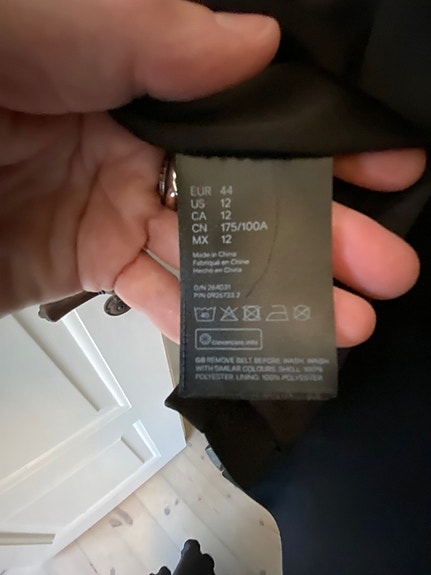 EUR 44
US 12
CA 12
CN 175/100A
MX 12
Made in China
Fabriqué en Chine
Hecho en China
O/N 264031
P/N 0926733.2
clevercare.info
GB REMOVE BELT BEFORE WASH. WASH
WITH SIMILAR COLOURS. SHELL: 100%
POLYESTER. LINING: 100% POLYESTER